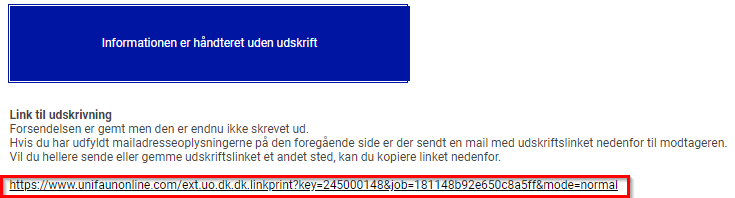 Informationen er håndteret uden udskrift
Link til udskrivning
Forsendelsen er gemt men den er endnu ikke skrevet ud.
Hvis du har udfyldt mailadresseoplysningerne på den foregående side er der sendt en mail med udskriftslinket nedenfor til modtageren.
Vil du hellere sende eller gemme udskriftslinket et andet sted, kan du kopiere linket nedenfor.
https://www.unifaunonline.com/ext.uo.dk.dk.linkprint?key=245000148&job=181148b92e650c8a5ff&mode=normal